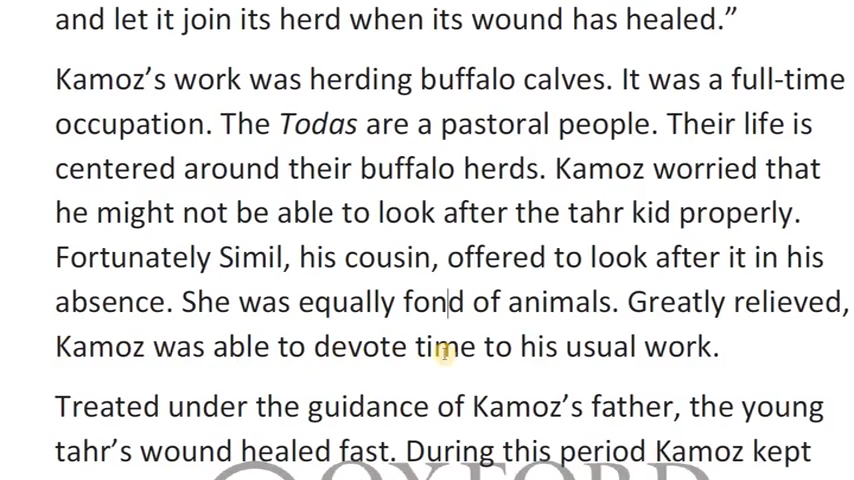 and let it join its herd when its wound has healed.”
Kamoz’s work was herding buffalo calves. It was a full-time
occupation. The Todas are a pastoral people. Their life is
centered around their buffalo herds. Kamoz worried that
he might not be able to look after the tahr kid properly.
Fortunately Simil, his cousin, offered to look after it in his
absence. She was equally fond of animals. Greatly relieved,
Kamoz was able to devote time to his usual work.
Treated under the guidance of Kamoz’s father, the young
tahr’s wound healed fast. During this period Kamoz kept
OXFORD